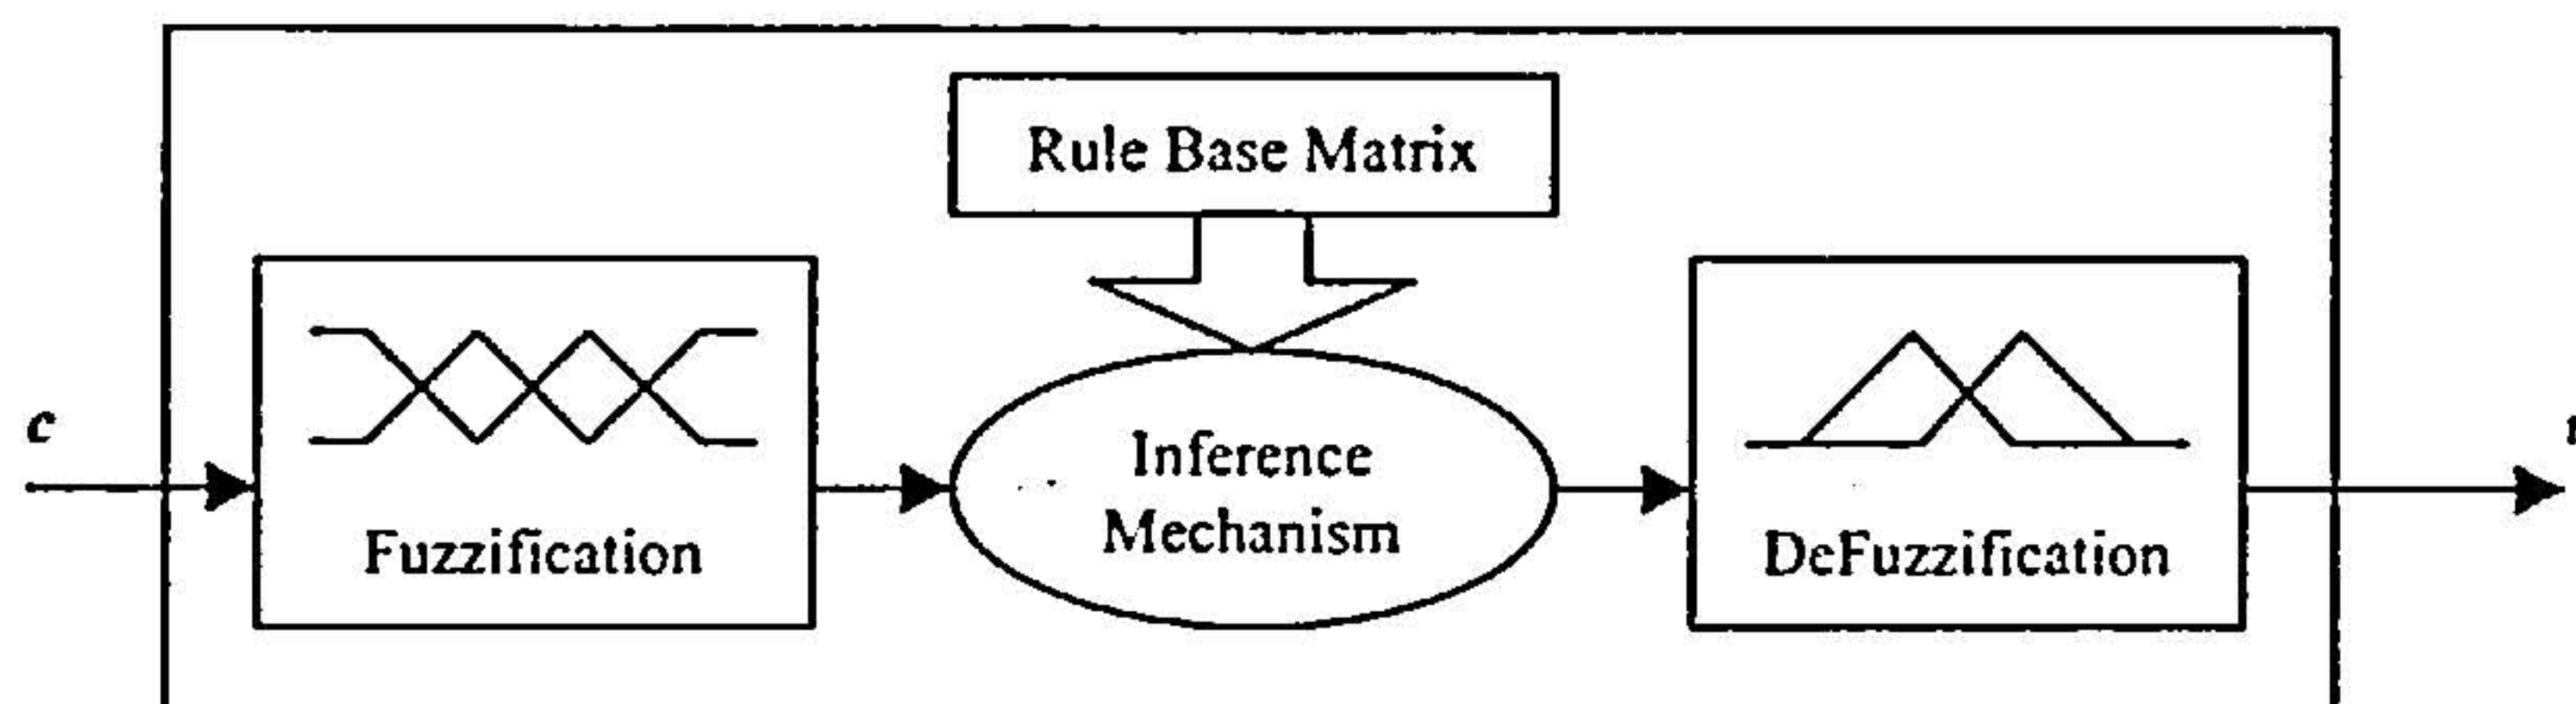 Rule Base Matrix
c
Inference
Mechanism
Fuzzification
DeFuzzification